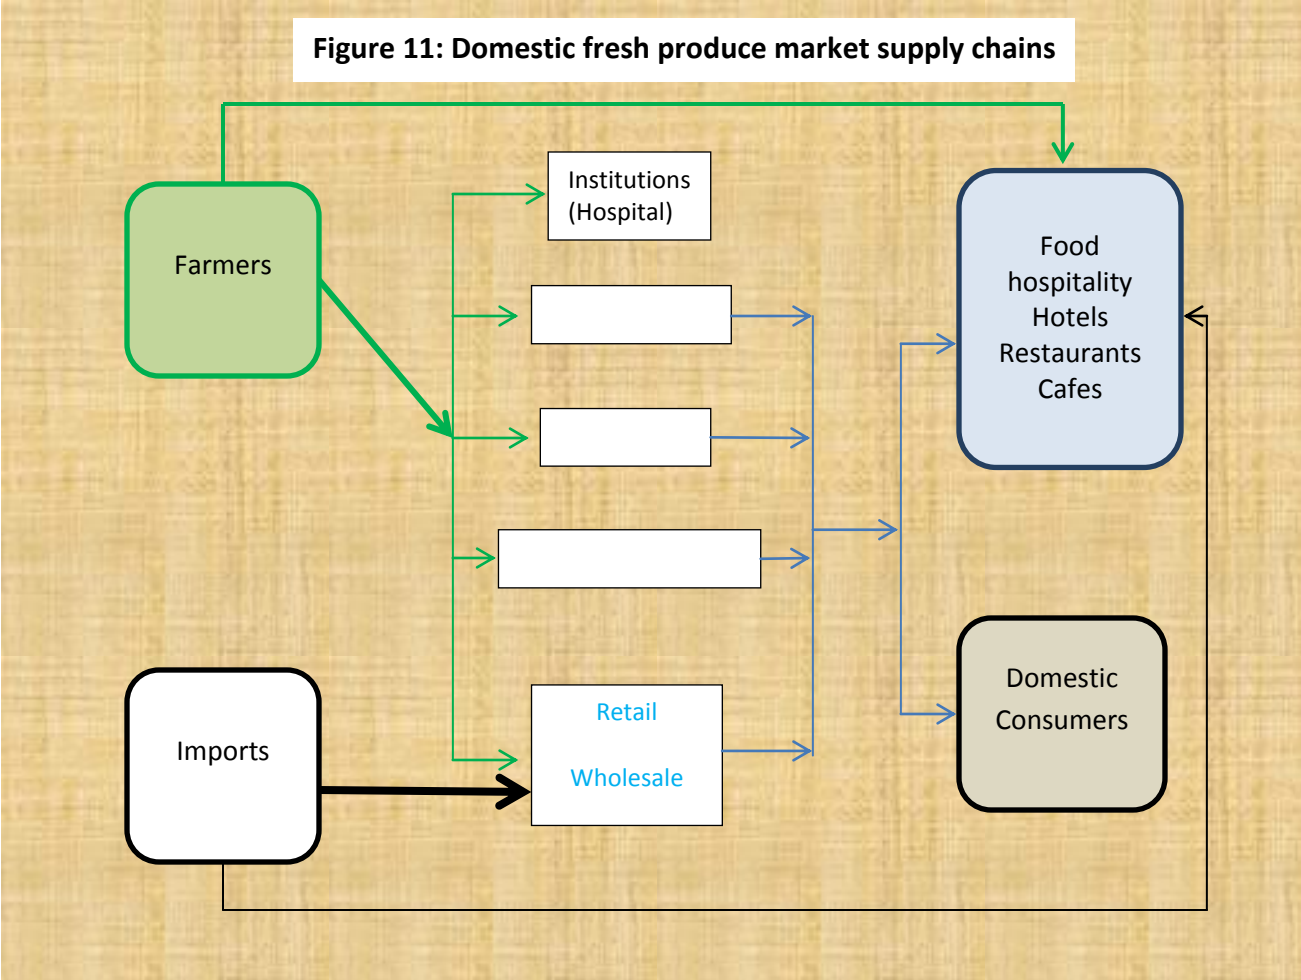 Figure 11: Domestic fresh produce market supply chains
Institutions
(Hospital)
Farmers
Food
hospitality
Hotels
Restaurants
Cafes
Imports
Retail
Wholesale
Domestic
Consumers